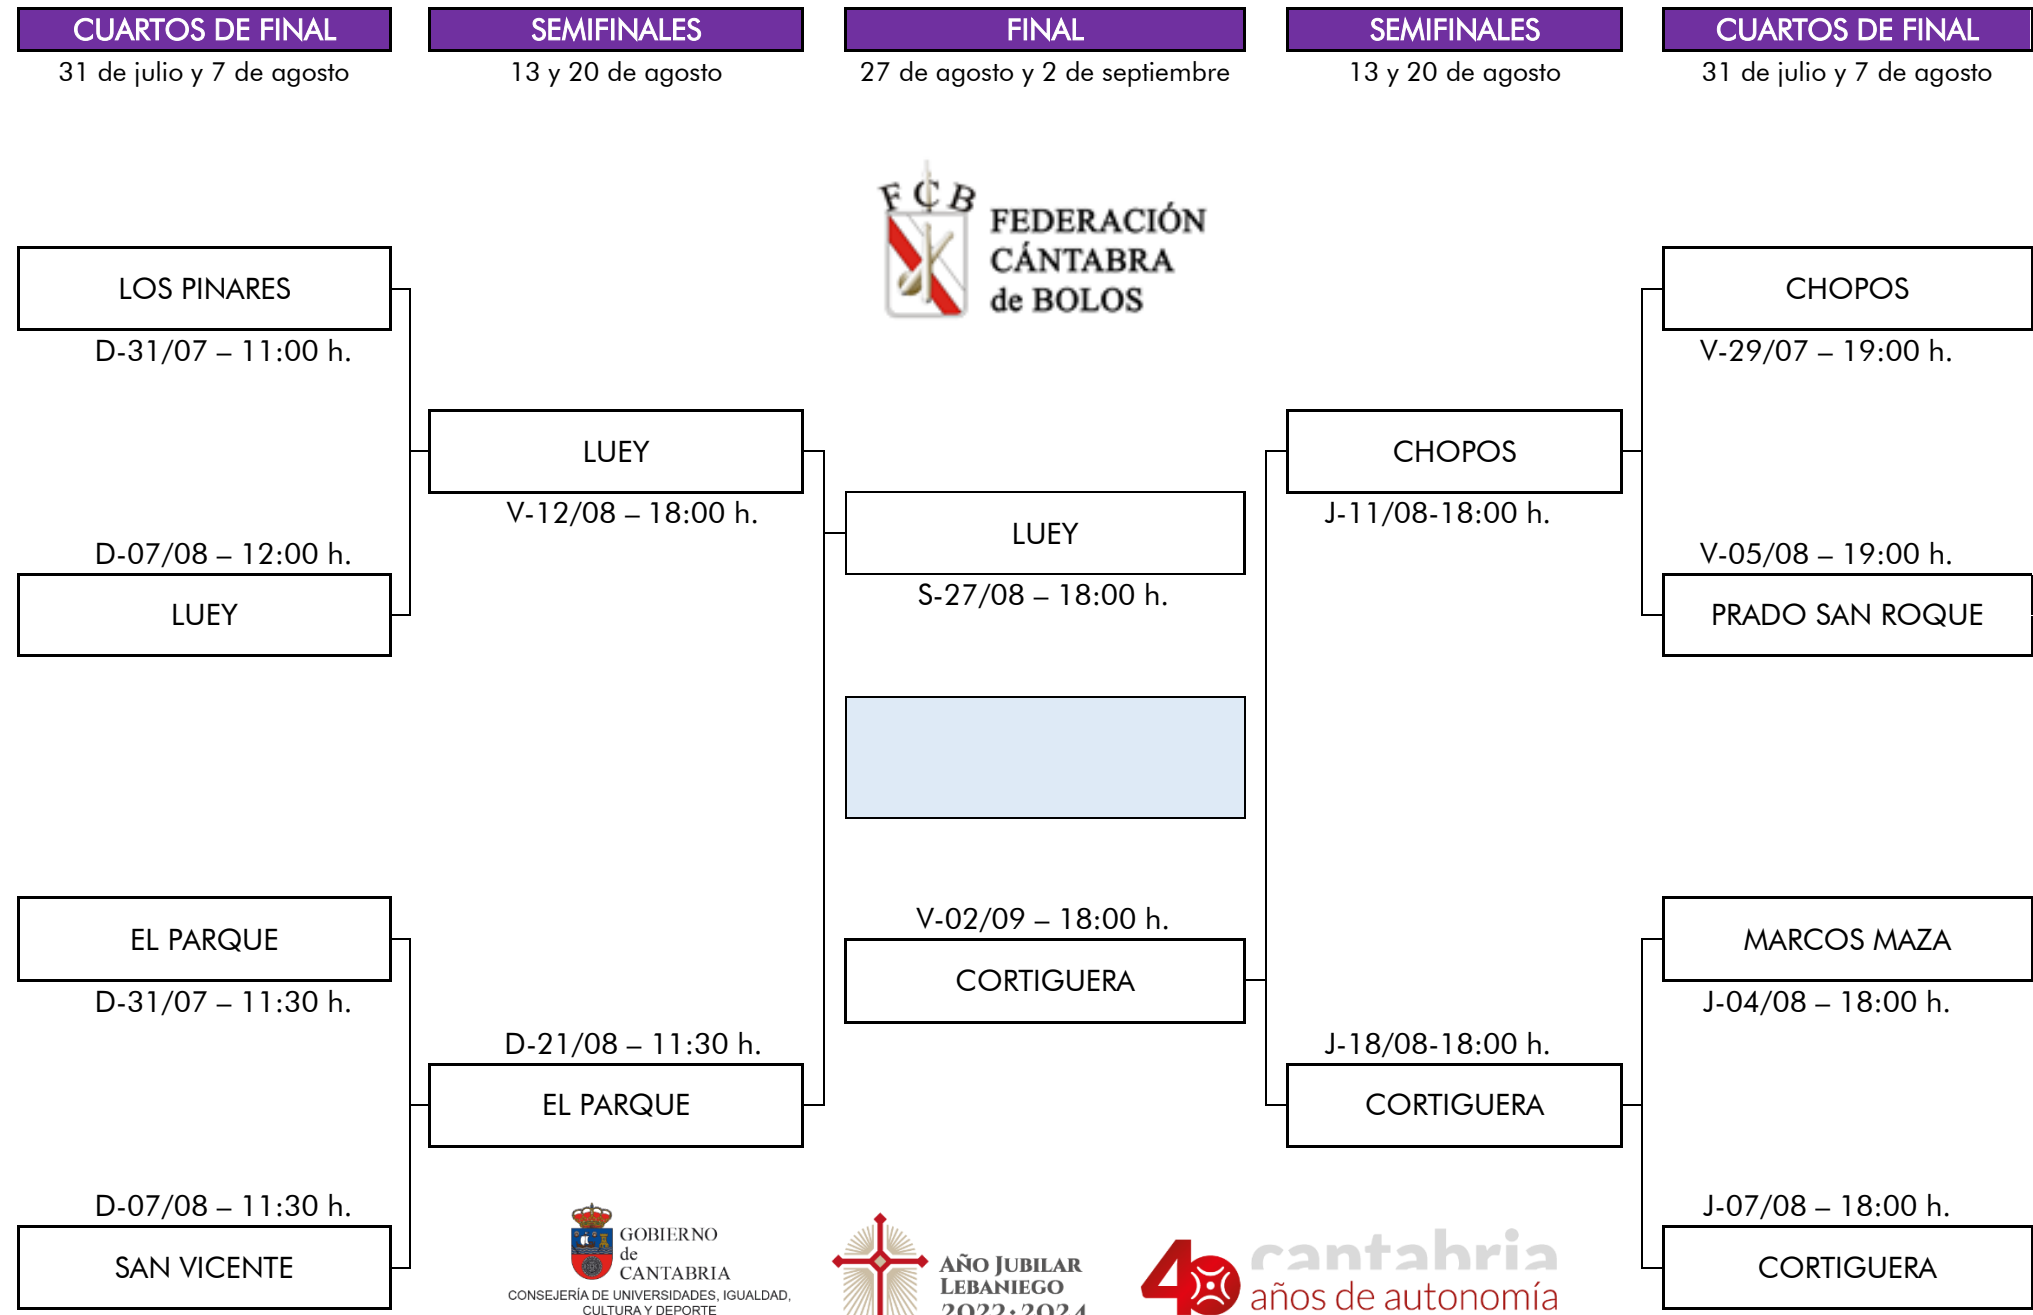 CUARTOS DE FINAL
SEMIFINALES
FINAL
SEMIFINALES
CUARTOS DE FINAL
31 de julio y 7 de agosto
13 y 20 de agosto
27 de agosto y 2 de septiembre
13 y 20 de agosto
31 de julio y 7 de agosto
FCB
FEDERACIÓN
CÁNTABRA
de BOLOS
LOS PINARES
D-31/07 – 11:00 h.
D-07/08 – 12:00 h.
LUEY
LUEY
V-12/08 – 18:00 h.
LUEY
S-27/08 – 18:00 h.
CHOPOS
J-11/08-18:00 h.
CHOPOS
V-29/07 – 19:00 h.
V-05/08 – 19:00 h.
PRADO SAN ROQUE
EL PARQUE
D-31/07 – 11:30 h.
D-07/08 – 11:30 h.
SAN VICENTE
D-21/08 – 11:30 h.
EL PARQUE
V-02/09 – 18:00 h.
CORTIGUERA
J-18/08-18:00 h.
CORTIGUERA
MARCOS MAZA
J-04/08 – 18:00 h.
J-07/08 – 18:00 h.
CORTIGUERA
GOBIERNO
de
CANTABRIA
CONSEJERÍA DE UNIVERSIDADES, IGUALDAD,
CULTURA Y DEPORTE
AÑO JUBILAR
LEBANIEGO
2022·2024
40
cantabria
años de autonomía